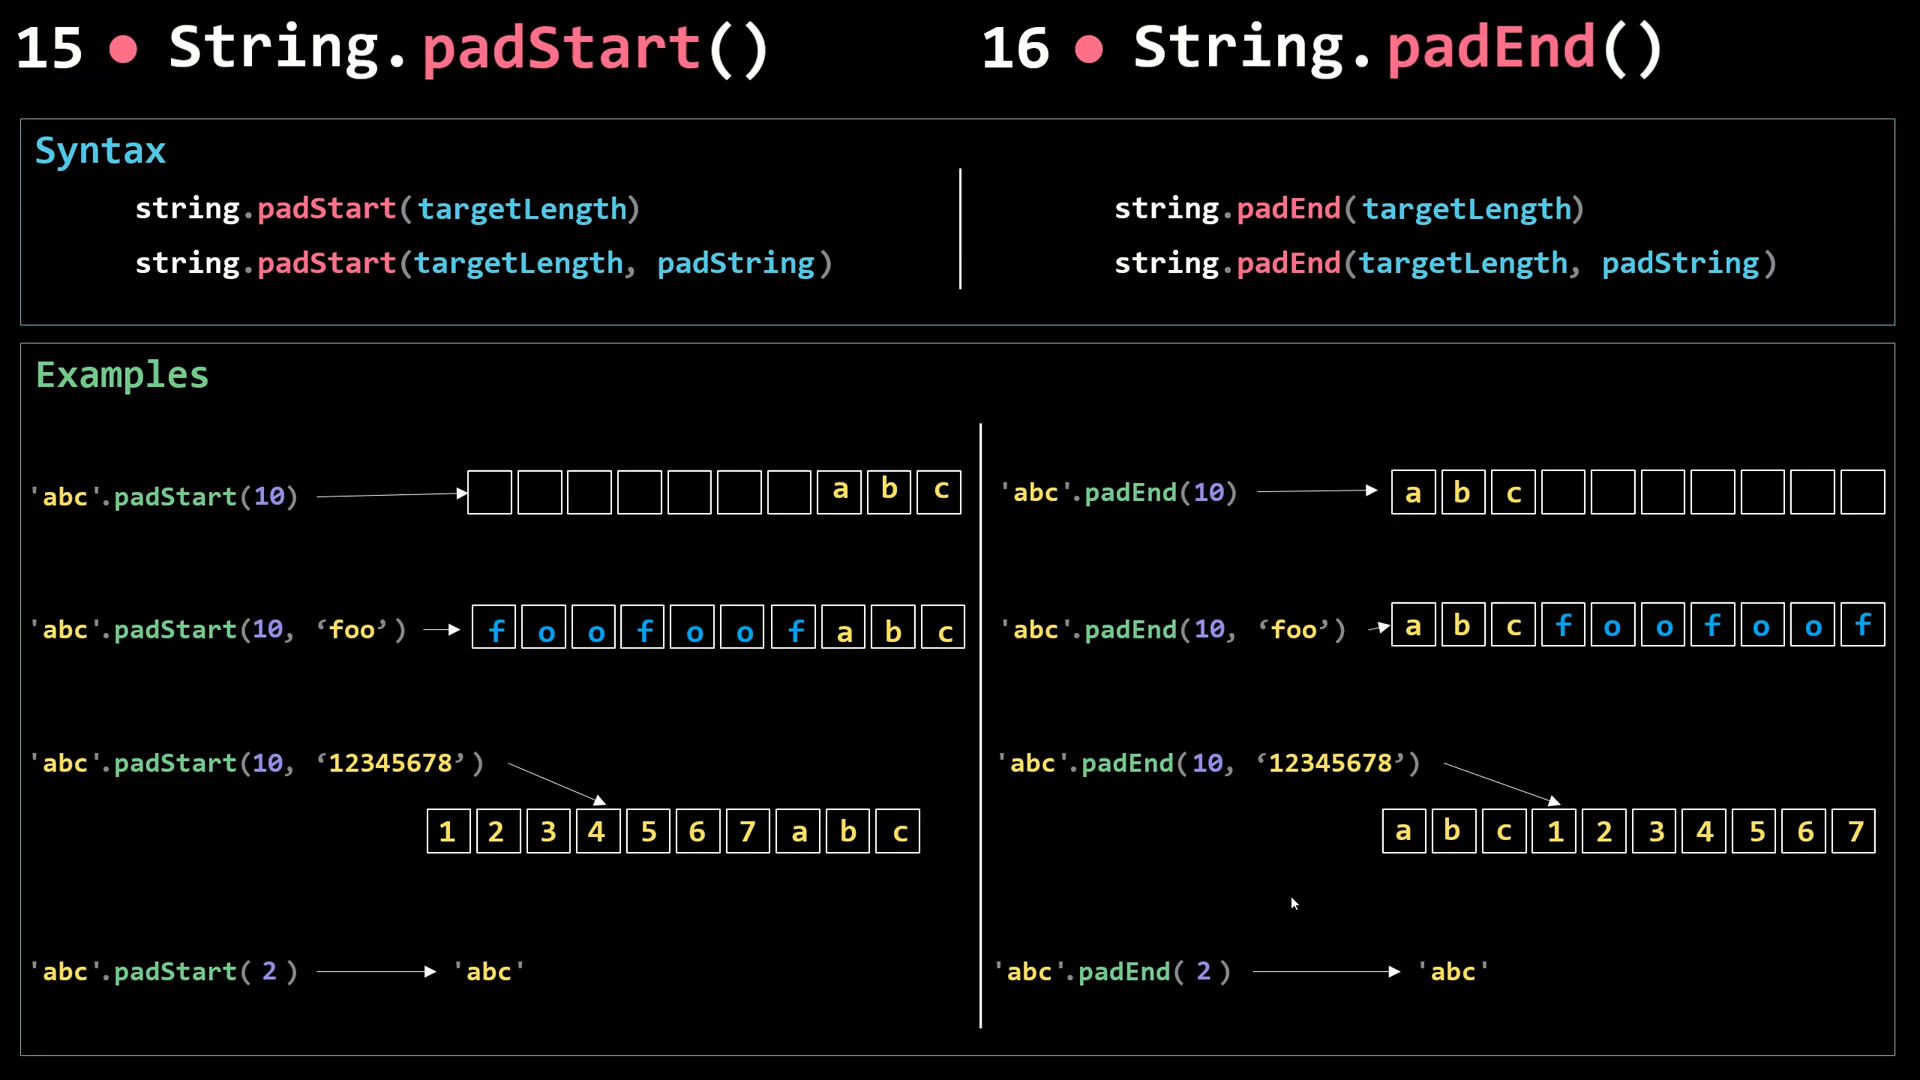 15 ● String.padStart()
16 ● String.padEnd()
Syntax
string.padStart(targetLength)
string.padStart(targetLength, padString)
string.padEnd(targetLength)
string.padEnd(targetLength, padString)
Examples
'abc'.padStart(10)
a b c
'abc'.padStart(10, ‘foo’)
f o o f o o f a b c
'abc'.padStart(10, ‘12345678’)
1 2 3 4 5 6 7 a b c
'abc'.padStart( 2 )
'abc'
'abc'.padEnd(10)
a b c
'abc'.padEnd(10, ‘foo’)
a b c f o o f o o f
'abc'.padEnd(10, ‘12345678’)
a b c 1 2 3 4 5 6 7
'abc'.padEnd( 2 )
'abc'